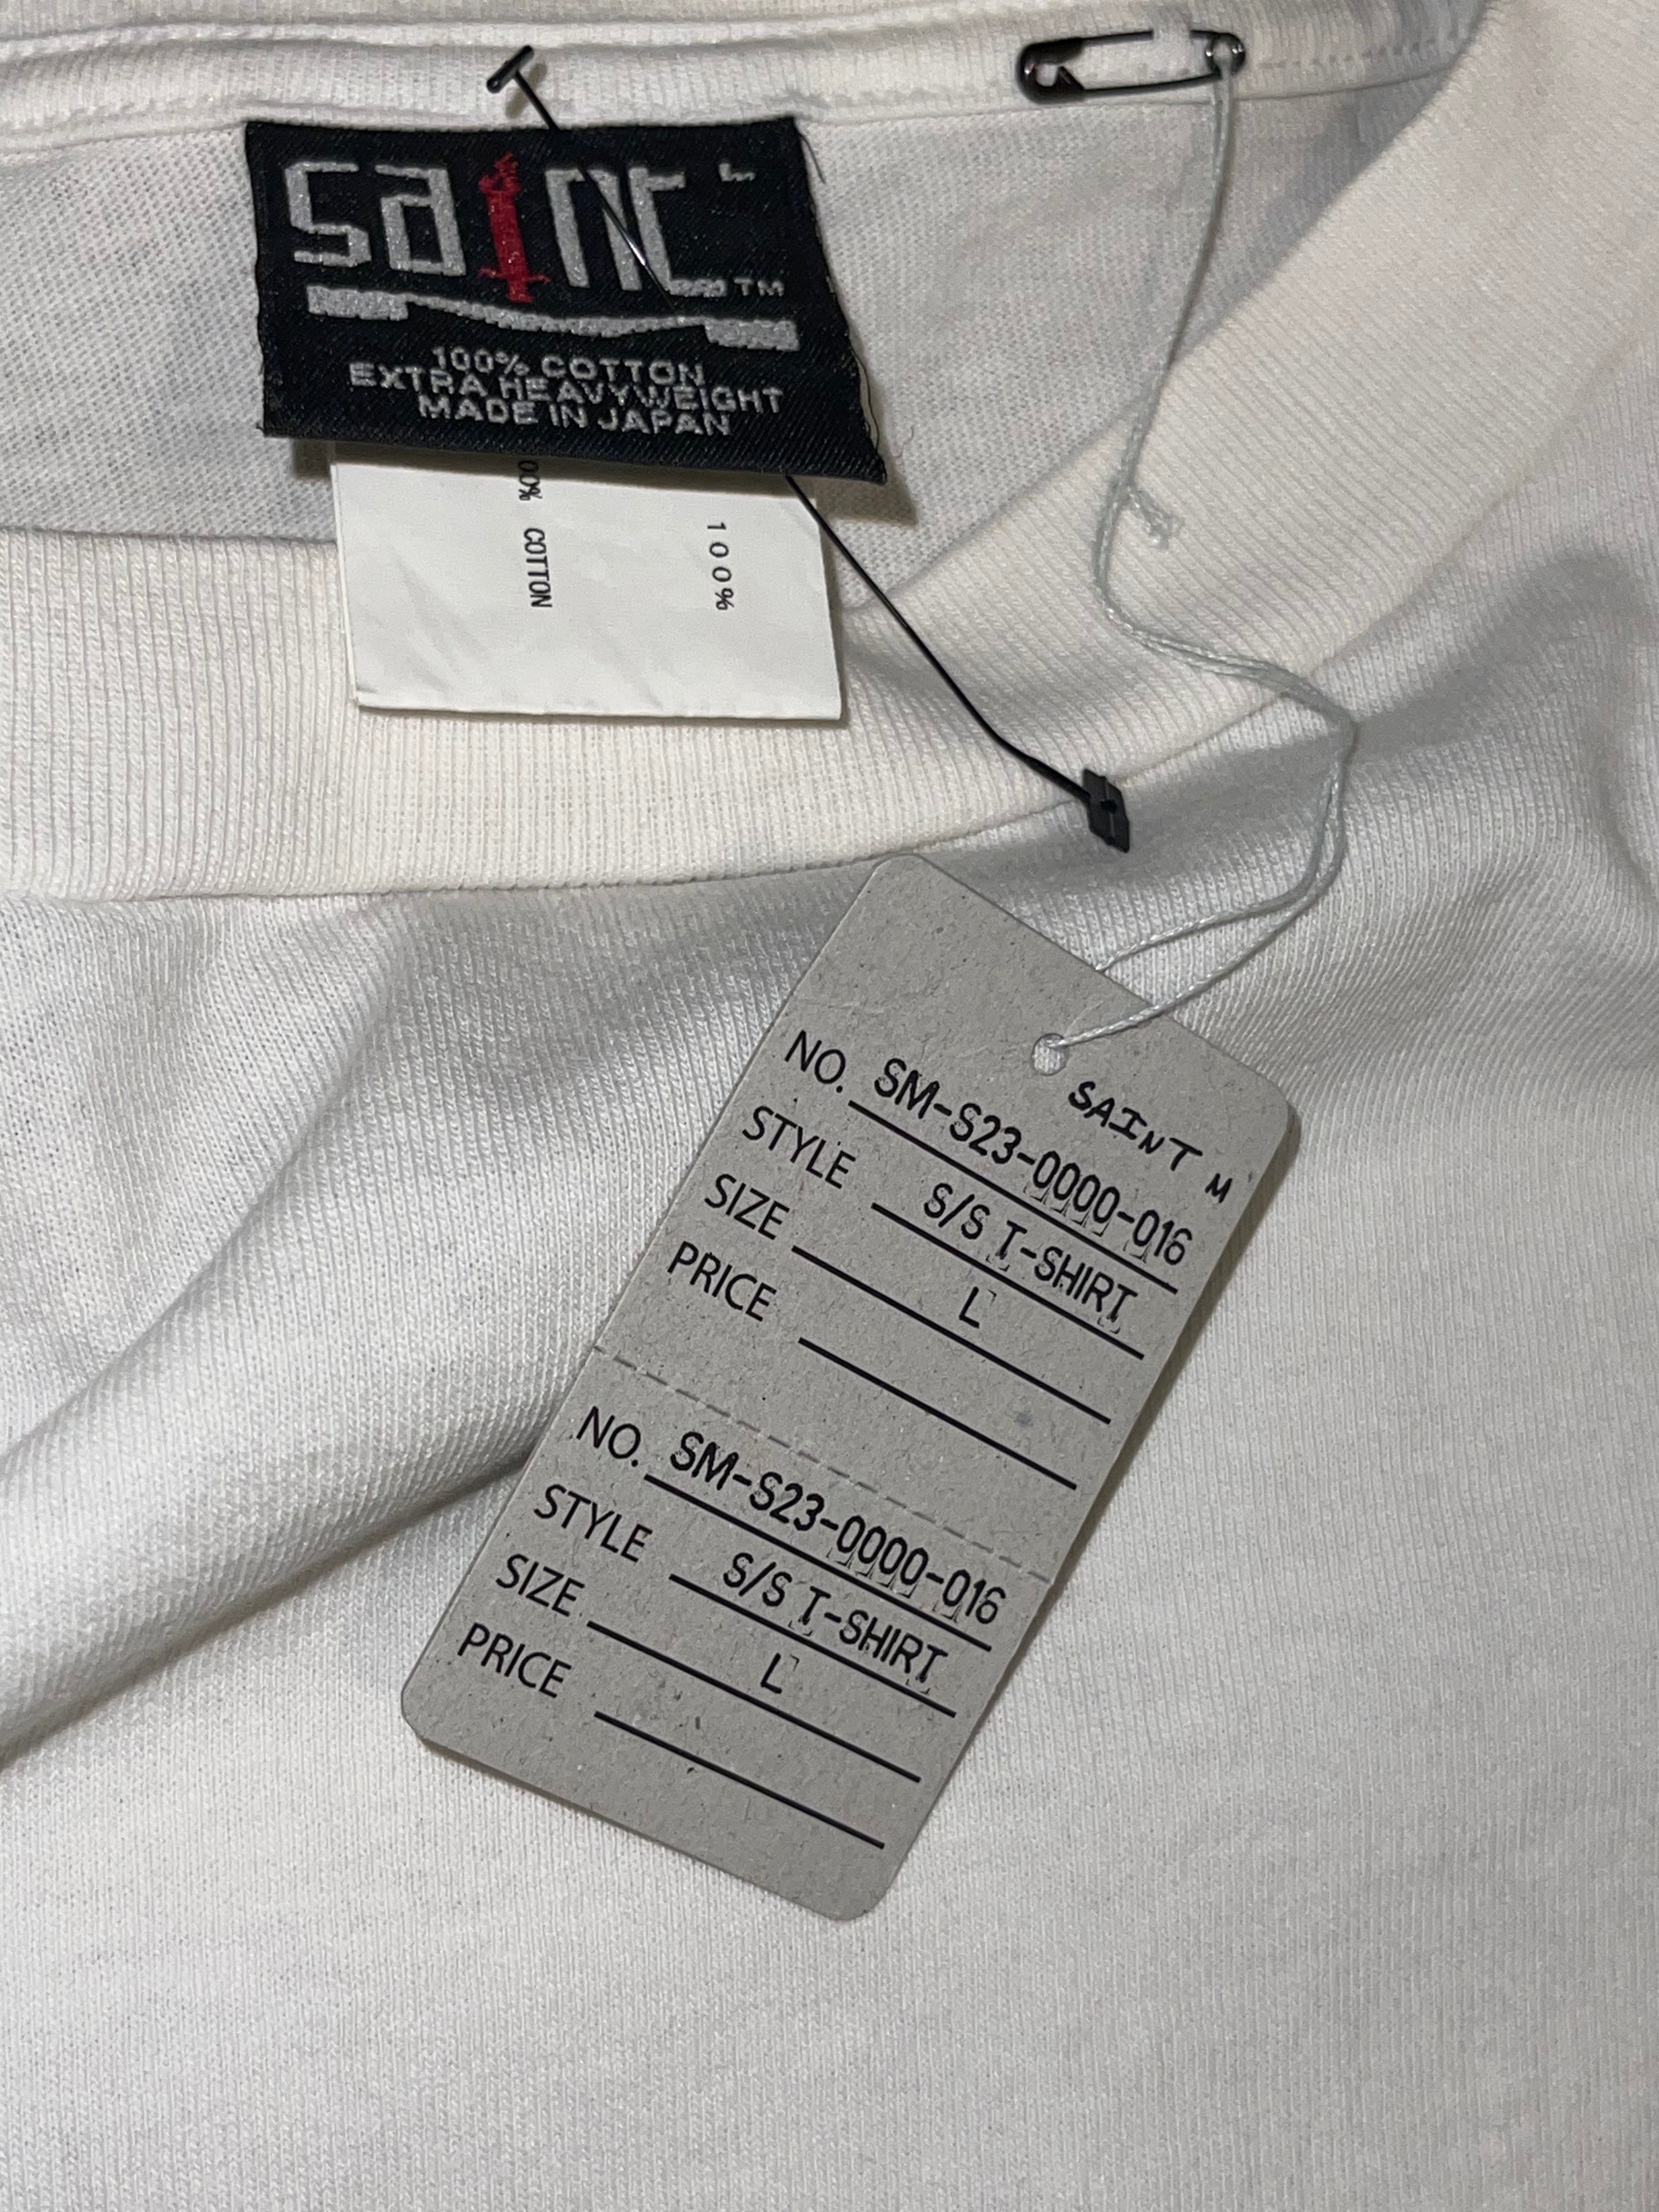 saint L
TM
100% COTTON
EXTRA HEAVYWEIGHT
MADE IN JAPAN
100%
00% COTTON
SAINT M
NO. SM-S23-0000-016
STYLE S/S T-SHIRT
SIZE L
PRICE
NO. SM-S23-0000-016
STYLE S/S T-SHIRT
SIZE L
PRICE